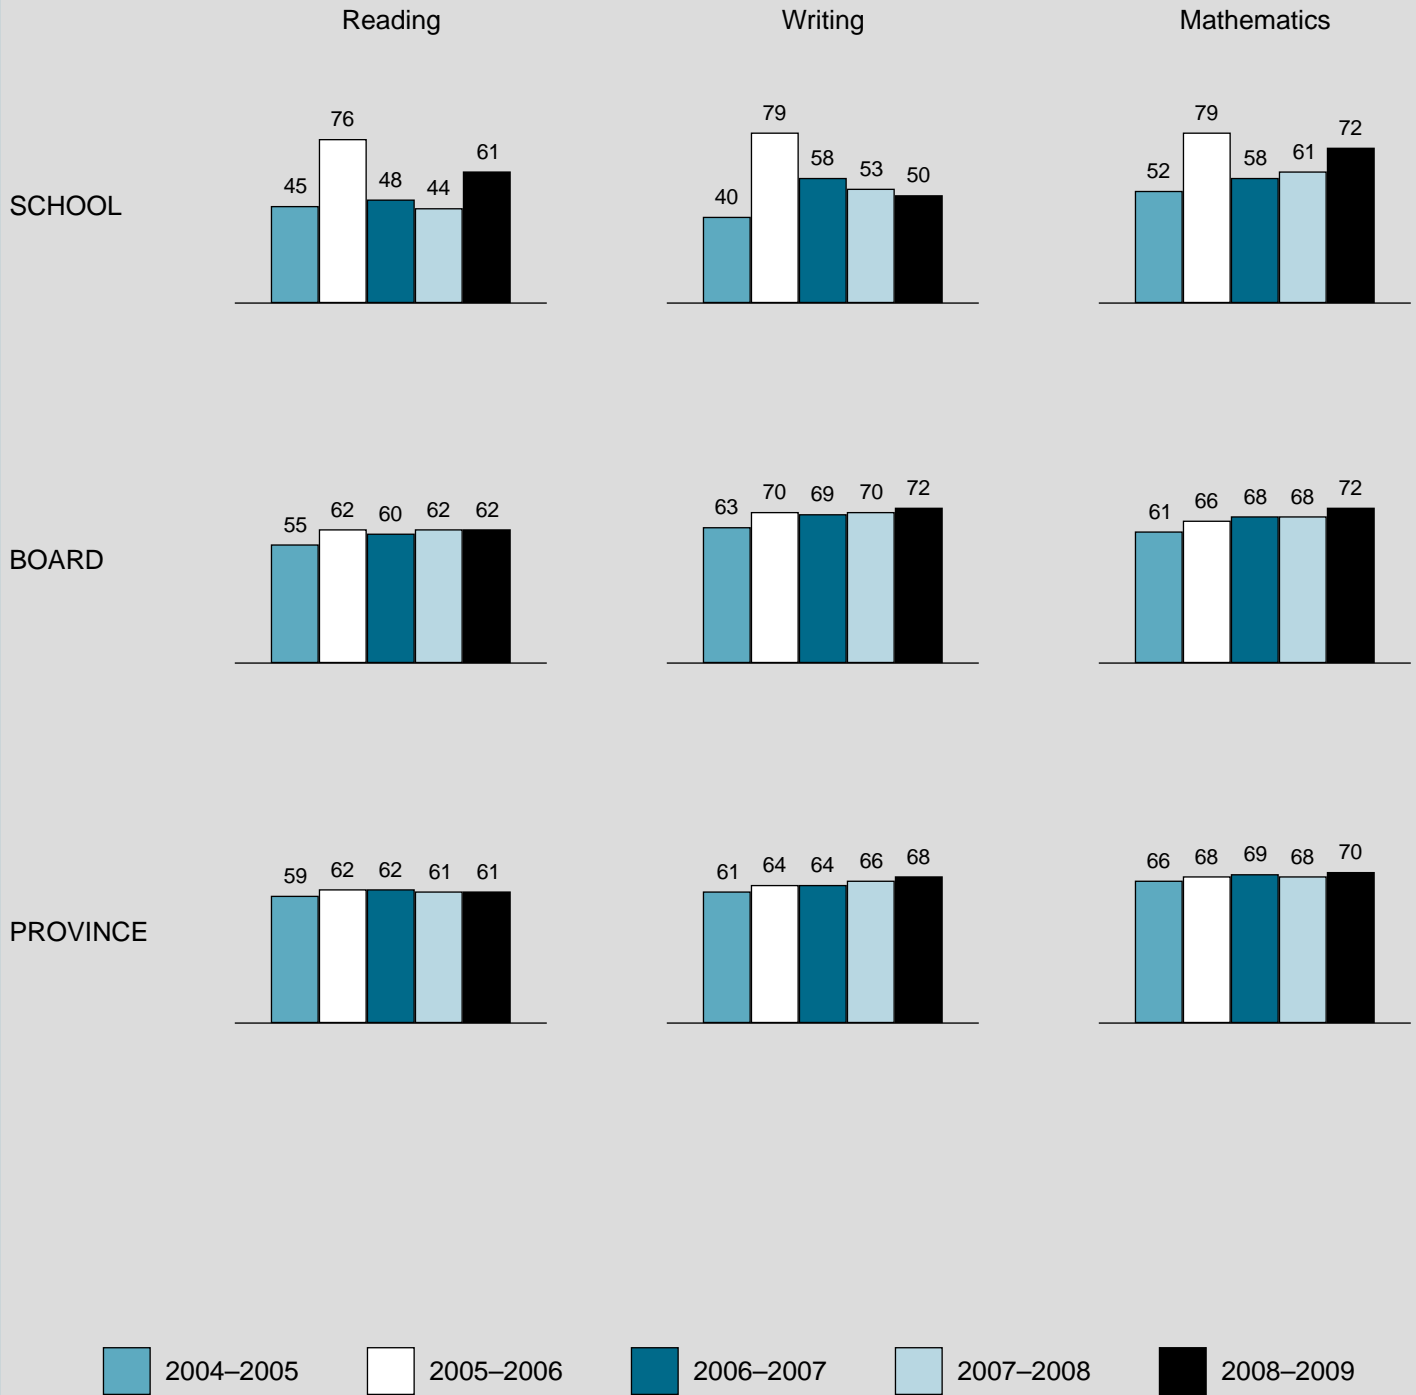 Reading Writing Mathematics
SCHOOL
45 76 48 44 61
40 79 58 53 50
52 79 58 61 72
BOARD
55 62 60 62 62
63 70 69 70 72
61 66 68 68 72
PROVINCE
59 62 62 61 61
61 64 64 66 68
66 68 69 68 70
2004–2005 2005–2006 2006–2007 2007–2008 2008–2009